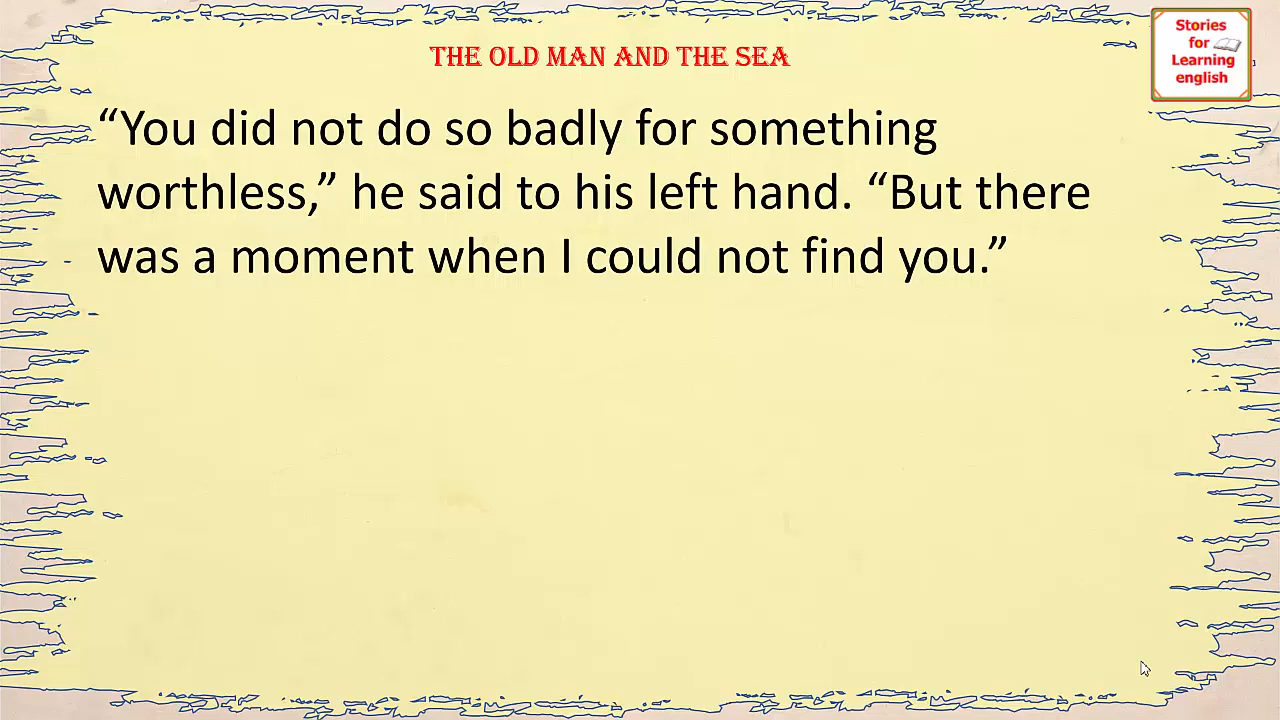 THE OLD MAN AND THE SEA
Stories
for
Learning
english
“You did not do so badly for something
worthless,” he said to his left hand. “But there
was a moment when I could not find you.”